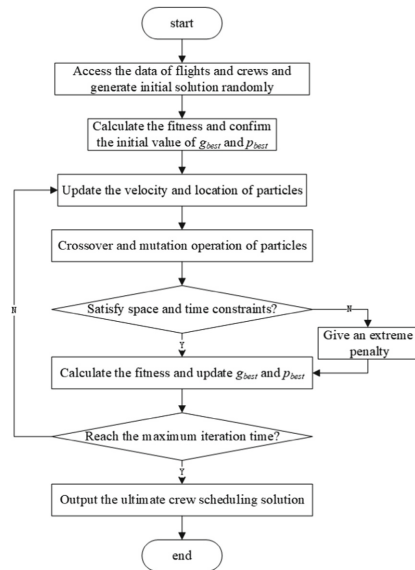 start
Access the data of flights and crews and
generate initial solution randomly
Calculate the fitness and confirm
the initial value of gbest and pbest
Update the velocity and location of particles
Crossover and mutation operation of particles
N
Satisfy space and time constraints?
N
Y
Give an extreme
penalty
Calculate the fitness and update gbest and pbest
Reach the maximum iteration time?
Y
Output the ultimate crew scheduling solution
end